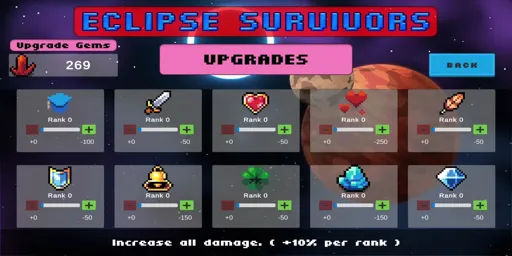 ECLIPSE SURVIVORS
Upgrade Gems
269
UPGRADES
BACK
Rank 0 Rank 0 Rank 0 Rank 0 Rank 0
+0 -100 +0 -50 +0 -50 +0 -250 +0 -50
Rank 0 Rank 0 Rank 0 Rank 0 Rank 0
+0 -50 +0 -150 +0 -50 +0 -150 +0 -50
Increase all damage. ( +10% per rank )